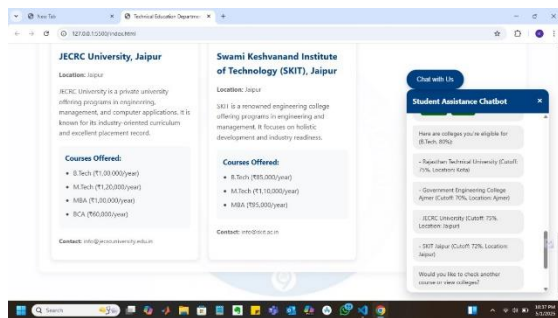 New Tab
Technical Education Departmen
127.0.0.1:5500/index.html
JECRC University, Jaipur
Location: Jaipur
JECRC University is a private university
offering programs in engineering,
management, and computer applications. It is
known for its industry-oriented curriculum
and excellent placement record.
Courses Offered:
B.Tech (₹1,00,000/year)
M.Tech (₹1,20,000/year)
MBA (₹1,30,000/year)
BCA (₹60,000/year)
Contact: info@jecrcuniversity.edu.in
Swami Keshvanand Institute
of Technology (SKIT), Jaipur
Location: Jaipur
SKIT is a renowned engineering college
offering programs in engineering and
management. It focuses on holistic
development and industry readiness.
Courses Offered:
B.Tech (₹85,000/year)
M.Tech (₹1,10,000/year)
MBA (₹95,000/year)
Contact: info@skit.ac.in
Chat with Us
Student Assistance Chatbot
Here are colleges you're eligible for
(B.Tech, 80%):
- Rajasthan Technical University (Cutoff:
75%, Location: Kota)
- Government Engineering College
Ajmer (Cutoff: 70%, Location: Ajmer)
- JECRC University (Cutoff: 73%,
Location: Jaipur)
- SKIT Jaipur (Cutoff: 72%, Location:
Jaipur)
Would you like to check another
course or view colleges?
Search
10:37 PM